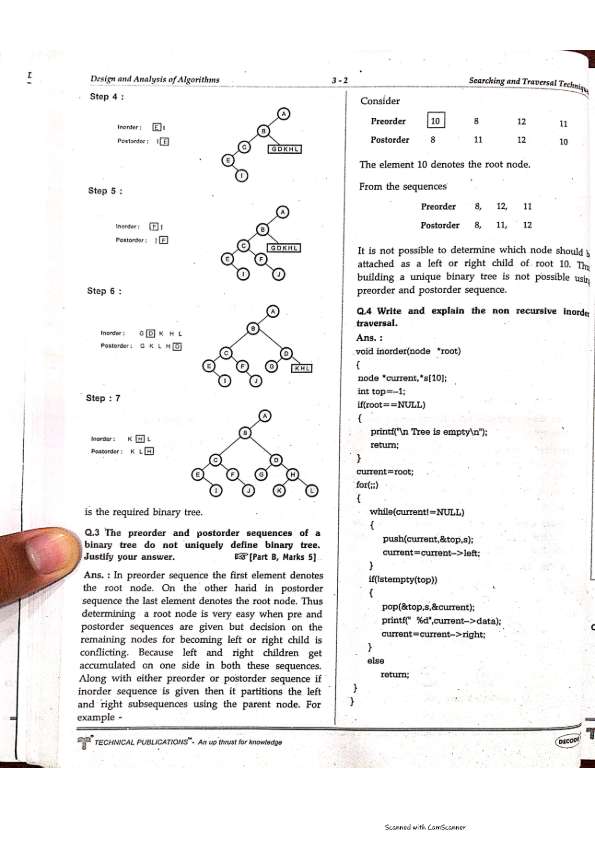 Design and Analysis of Algorithms
3 - 2
Searching and Traversal Technique
Step 4 :
Inorder : E I
Postorder : I E
A
B
C
G D K H L
E
I
Step 5 :
Inorder : F J
Postorder : J F
A
B
C
G D K H L
E F
I J
Step 6 :
Inorder : G D K H L
Postorder : G K L H D
A
B
C D
E F G K H L
I J
Step : 7
Inorder : K H L
Postorder : K L H
A
B
C D
E F G H
I J K L
is the required binary tree.
Q.3 The preorder and postorder sequences of a
binary tree do not uniquely define binary tree.
Justify your answer. ☞[Part B, Marks 5]
Ans. : In preorder sequence the first element denotes
the root node. On the other hand in postorder
sequence the last element denotes the root node. Thus
determining a root node is very easy when pre and
postorder sequences are given but decision on the
remaining nodes for becoming left or right child is
conflicting. Because left and right children get
accumulated on one side in both these sequences.
Along with either preorder or postorder sequence if
inorder sequence is given then it partitions the left
and right subsequences using the parent node. For
example -
Consider
Preorder 10 8 12 11
Postorder 8 11 12 10
The element 10 denotes the root node.
From the sequences
Preorder 8, 12, 11
Postorder 8, 11, 12
It is not possible to determine which node should b
attached as a left or right child of root 10. Thu
building a unique binary tree is not possible usin
preorder and postorder sequence.
Q.4 Write and explain the non recursive inorder
traversal.
Ans. :
void inorder(node *root)
{
node *current,*s[10];
int top=–1;
if(root==NULL)
{
printf("\n Tree is empty\n");
return;
}
current=root;
for(;;)
{
while(current!=NULL)
{
push(current,&top,s);
current=current–>left;
}
if(!stempty(top))
{
pop(&top,s,&current);
printf(" %d",current–>data);
current=current–>right;
}
else
return;
}
}
TECHNICAL PUBLICATIONS™ - An up thrust for knowledge
DECODE
Scanned with CamScanner